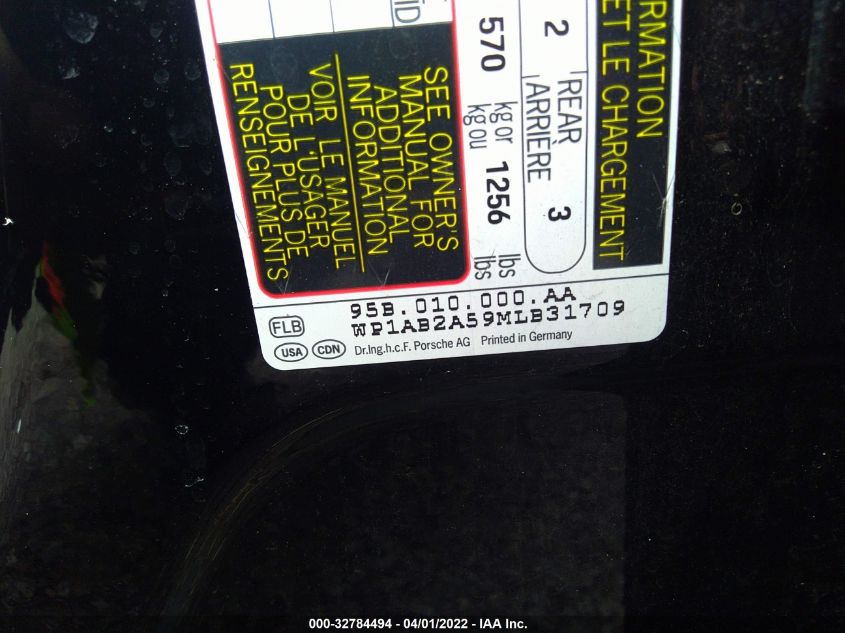 RMATION
ET LE CHARGEMENT
2 REAR
ARRIÈRE 3
570 kg or 1256 lbs
kg ou lbs
SEE OWNER'S
MANUAL FOR
ADDITIONAL
INFORMATION
VOIR LE MANUEL
DE L'USAGER
POUR PLUS DE
RENSEIGNEMENTS
95B.010.000.AA
FLB
WP1AB2A59MLB31709
USA CDN Dr.Ing.h.c.F. Porsche AG Printed in Germany
000-32784494 - 04/01/2022 - IAA Inc.